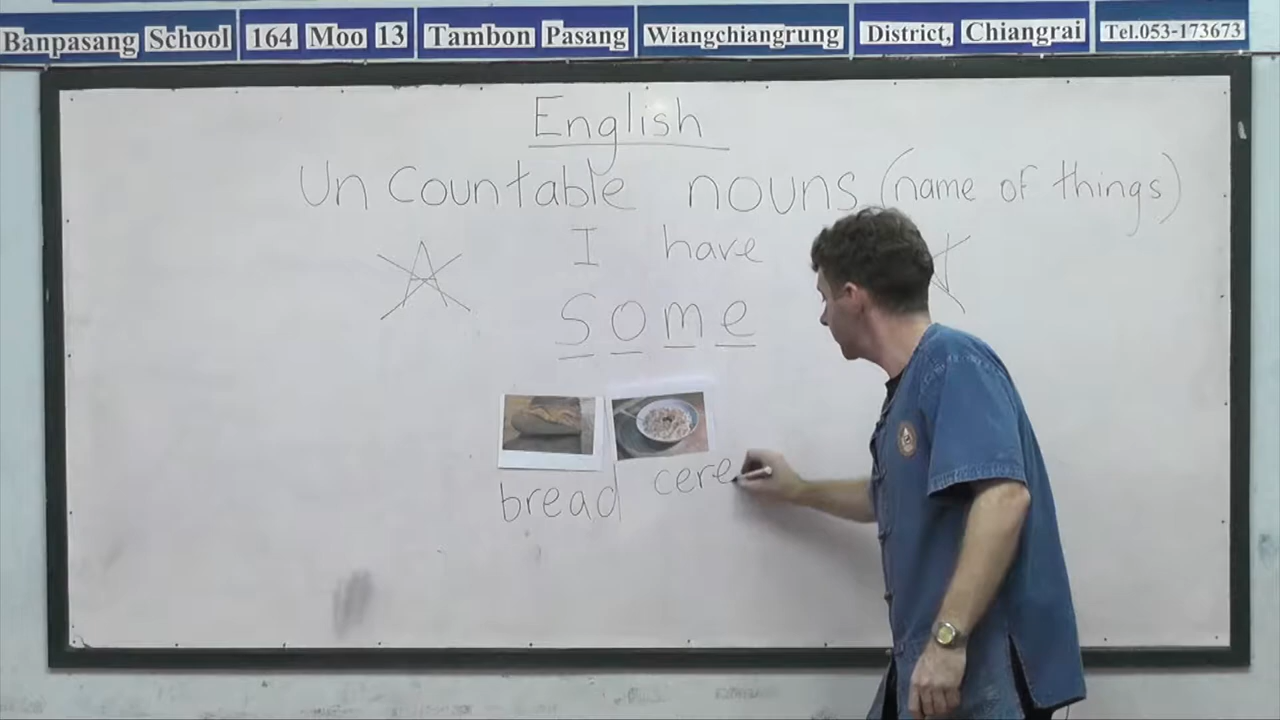 Banpasang School 164 Moo 13 Tambon Pasang Wiangchiangrung District, Chiangrai Tel.053-173673
English
Un Countable nouns (name of things)
I have
Some
bread cere